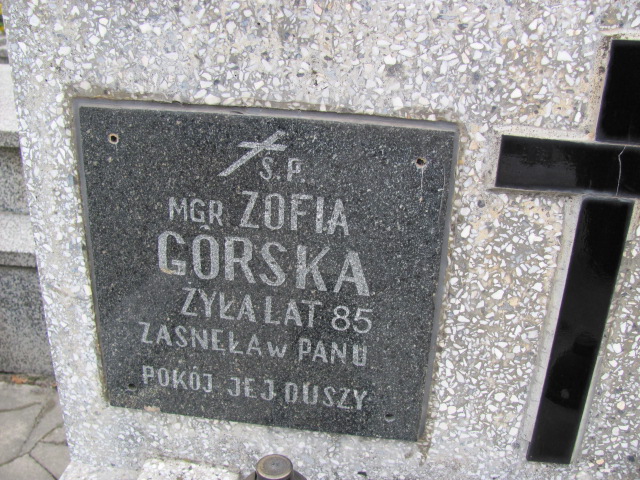 Ś.P.
MGR ZOFIA
GÓRSKA
ŻYŁA LAT 85
ZASNEŁA W PANU
POKÓJ JEJ DUSZY